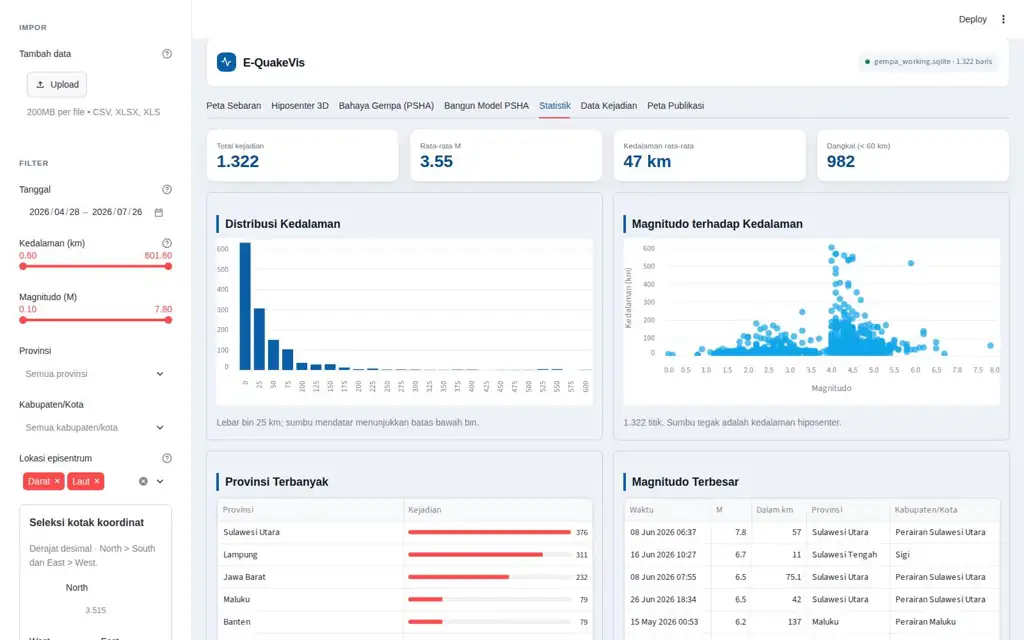 Deploy
IMPOR
Tambah data
Upload
200MB per file • CSV, XLSX, XLS
FILTER
Tanggal
2026/04/28 – 2026/07/26
Kedalaman (km)
0.60 601.60
Magnitudo (M)
0.10 7.80
Provinsi
Semua provinsi
Kabupaten/Kota
Semua kabupaten/kota
Lokasi episentrum
Darat × Laut ×
Seleksi kotak koordinat
Derajat desimal · North > South
dan East > West.
North
3.515
West East
E-QuakeVis
gempa_working.sqlite · 1.322 baris
Peta Sebaran Hiposenter 3D Bahaya Gempa (PSHA) Bangun Model PSHA Statistik Data Kejadian Peta Publikasi
Total kejadian
1.322
Rata-rata M
3.55
Kedalaman rata-rata
47 km
Dangkal (< 60 km)
982
Distribusi Kedalaman
600
500
400
300
200
100
0
0 25 50 75 100 125 150 175 200 225 250 275 300 325 350 375 400 425 450 475 500 525 550 575 600
Lebar bin 25 km; sumbu mendatar menunjukkan batas bawah bin.
Magnitudo terhadap Kedalaman
Kedalaman (km)
600
500
400
300
200
100
0
0.0 0.5 1.0 1.5 2.0 2.5 3.0 3.5 4.0 4.5 5.0 5.5 6.0 6.5 7.0 7.5 8.0
Magnitudo
1.322 titik. Sumbu tegak adalah kedalaman hiposenter.
Provinsi Terbanyak
Provinsi Kejadian
Sulawesi Utara 376
Lampung 311
Jawa Barat 232
Maluku 79
Banten 79
Magnitudo Terbesar
Waktu M Dalam km Provinsi Kabupaten/Kota
08 Jun 2026 06:37 7.8 57 Sulawesi Utara Perairan Sulawesi Utara
16 Jun 2026 10:27 6.7 11 Sulawesi Tengah Sigi
08 Jun 2026 07:55 6.5 75.1 Sulawesi Utara Perairan Sulawesi Utara
26 Jun 2026 18:34 6.5 42 Sulawesi Utara Perairan Sulawesi Utara
15 May 2026 00:53 6.2 137 Maluku Perairan Maluku